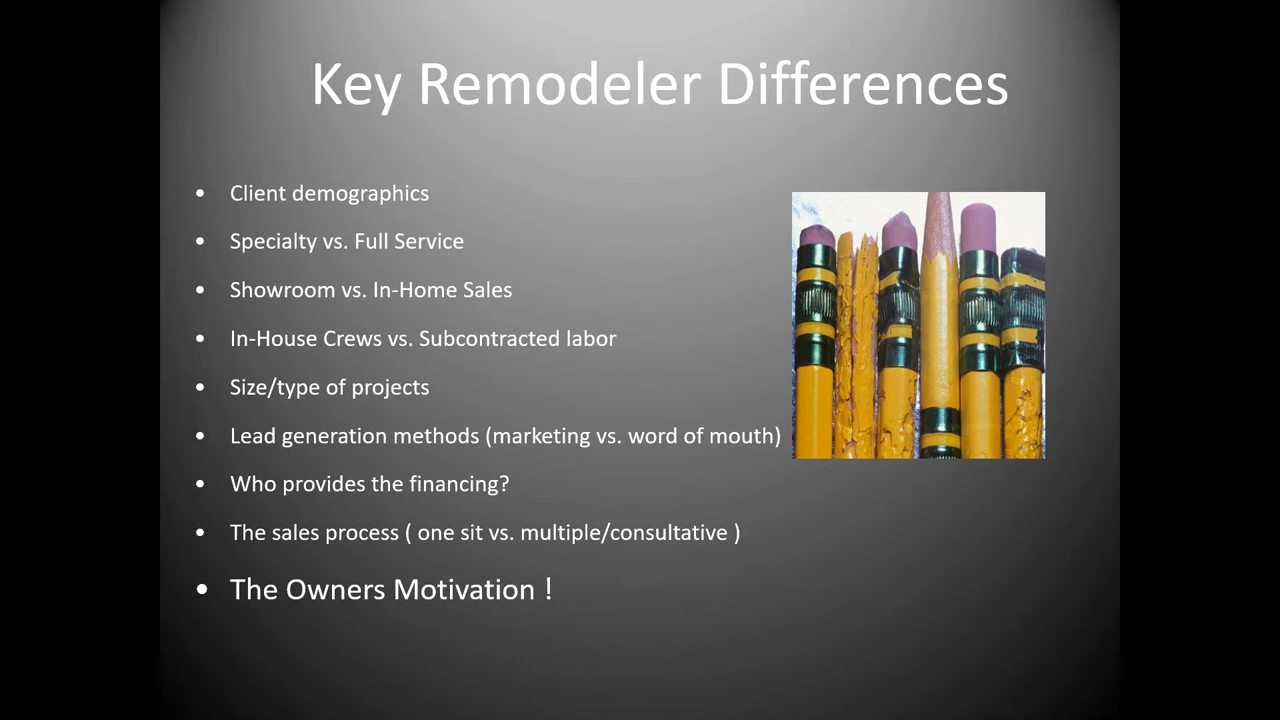 Key Remodeler Differences
• Client demographics
• Specialty vs. Full Service
• Showroom vs. In-Home Sales
• In-House Crews vs. Subcontracted labor
• Size/type of projects
• Lead generation methods (marketing vs. word of mouth)
• Who provides the financing?
• The sales process ( one sit vs. multiple/consultative )
• The Owners Motivation !